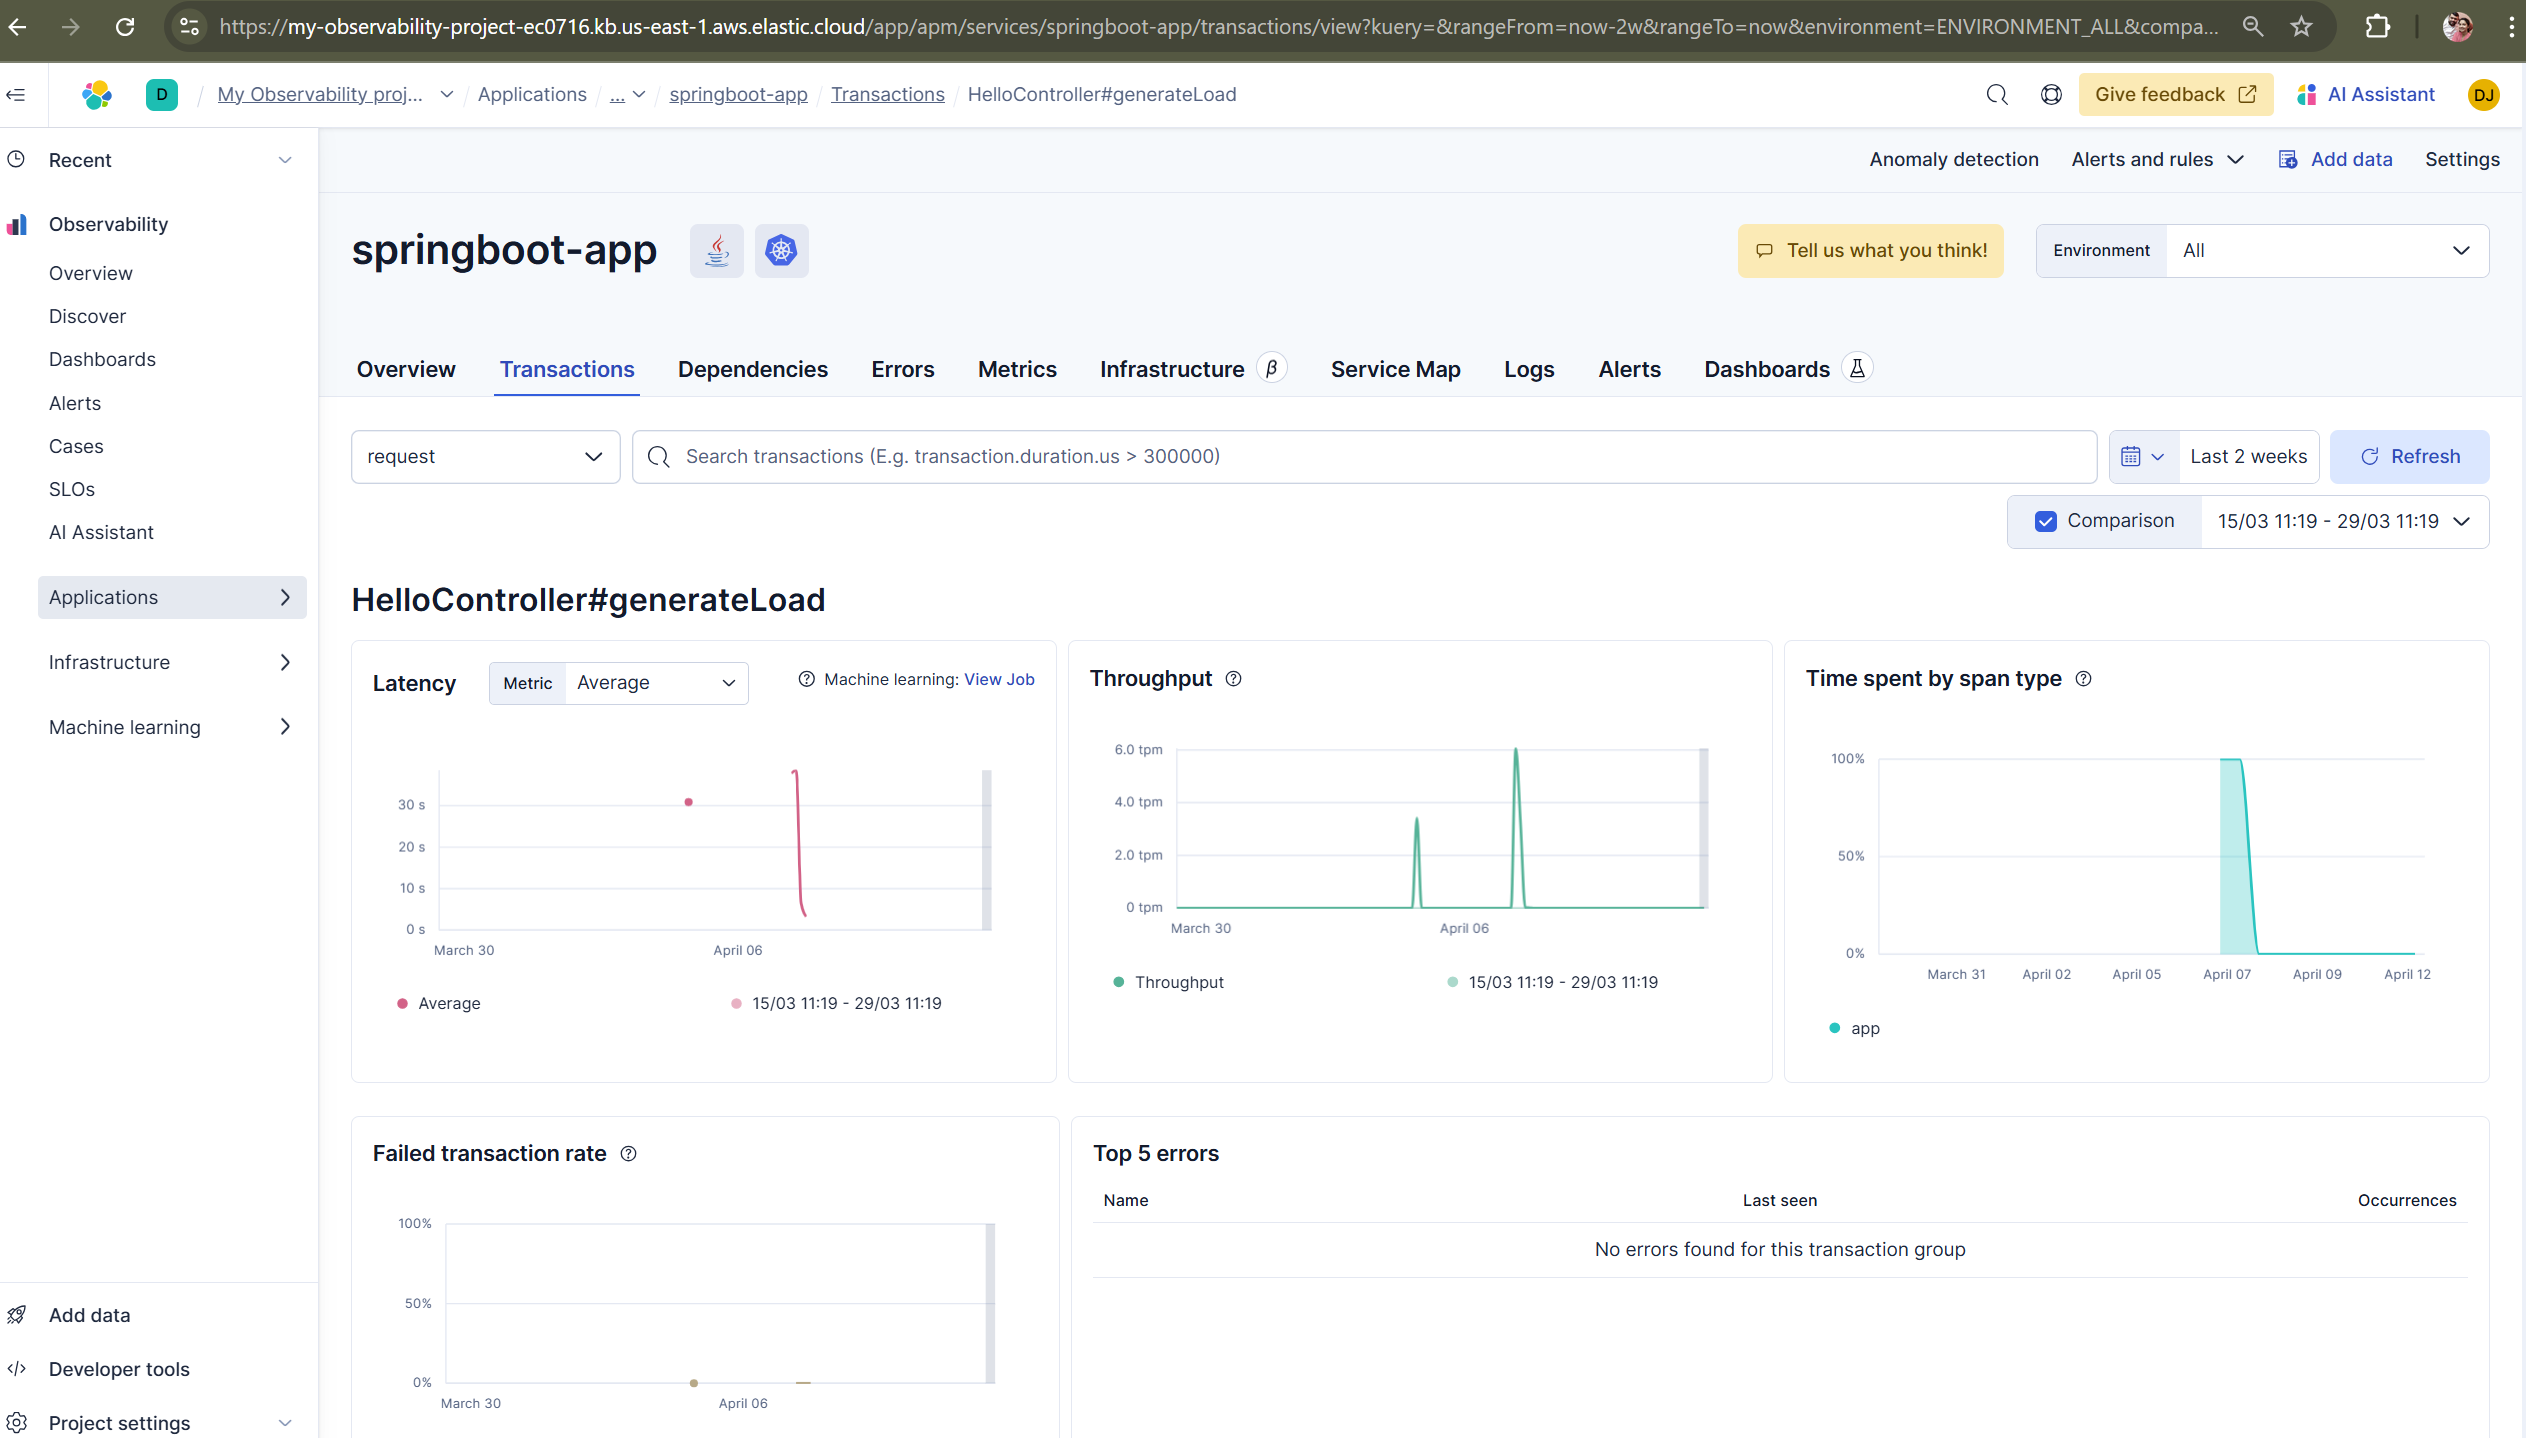 https://my-observability-project-ec0716.kb.us-east-1.aws.elastic.cloud/app/apm/services/springboot-app/transactions/view?kuery=&rangeFrom=now-2w&rangeTo=now&environment=ENVIRONMENT_ALL&compa...
D / My Observability proj... / Applications / ... / springboot-app / Transactions / HelloController#generateLoad
Give feedback
AI Assistant
DJ
Recent
Observability
Overview
Discover
Dashboards
Alerts
Cases
SLOs
AI Assistant
Applications
Infrastructure
Machine learning
Add data
Developer tools
Project settings
Anomaly detection
Alerts and rules
Add data
Settings
springboot-app
Tell us what you think!
Environment All
Overview Transactions Dependencies Errors Metrics Infrastructure β Service Map Logs Alerts Dashboards
request
Search transactions (E.g. transaction.duration.us > 300000)
Last 2 weeks
Refresh
Comparison 15/03 11:19 - 29/03 11:19
HelloController#generateLoad
Latency
Metric Average
Machine learning: View Job
30 s
20 s
10 s
0 s
March 30 April 06
Average
15/03 11:19 - 29/03 11:19
Throughput
6.0 tpm
4.0 tpm
2.0 tpm
0 tpm
March 30 April 06
Throughput
15/03 11:19 - 29/03 11:19
Time spent by span type
100%
50%
0%
March 31 April 02 April 05 April 07 April 09 April 12
app
Failed transaction rate
100%
50%
0%
March 30 April 06
Top 5 errors
Name Last seen Occurrences
No errors found for this transaction group